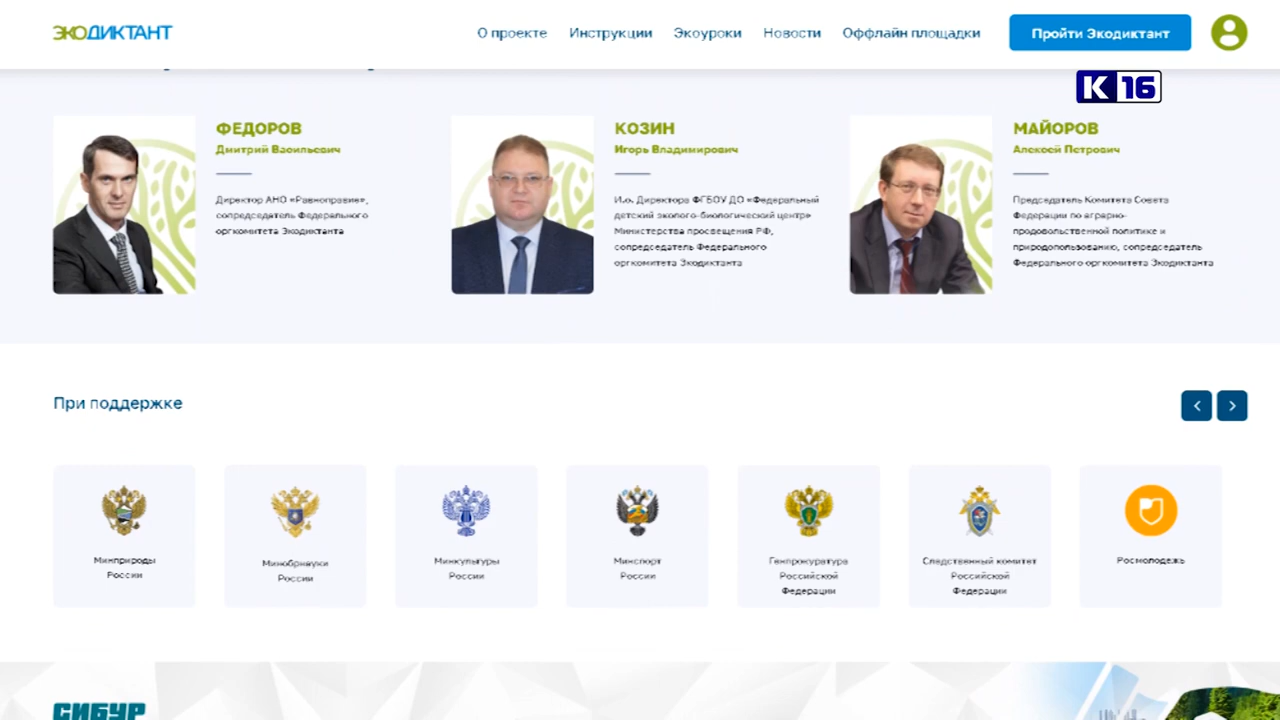 ЭКОДИКТАНТ
О проекте
Инструкции
Экоуроки
Новости
Оффлайн площадки
Пройти Экодиктант
К 16
ФЕДОРОВ
Дмитрий Васильевич
Директор АНО «Равноправие»,
сопредседатель Федерального
оргкомитета Экодиктанта
КОЗИН
Игорь Владимирович
И.о. Директора ФГБОУ ДО «Федеральный
детский эколого-биологический центр»
Министерства просвещения РФ,
сопредседатель Федерального
оргкомитета Экодиктанта
МАЙОРОВ
Алексей Петрович
Председатель Комитета Совета
Федерации по аграрно-
продовольственной политике и
природопользованию, сопредседатель
Федерального оргкомитета Экодиктанта
При поддержке
Минприроды
России
Минобрнауки
России
Минкультуры
России
Минспорт
России
Генпрокуратура
Российской
Федерации
Следственный комитет
Российской
Федерации
Росмолодежь
СИБУР